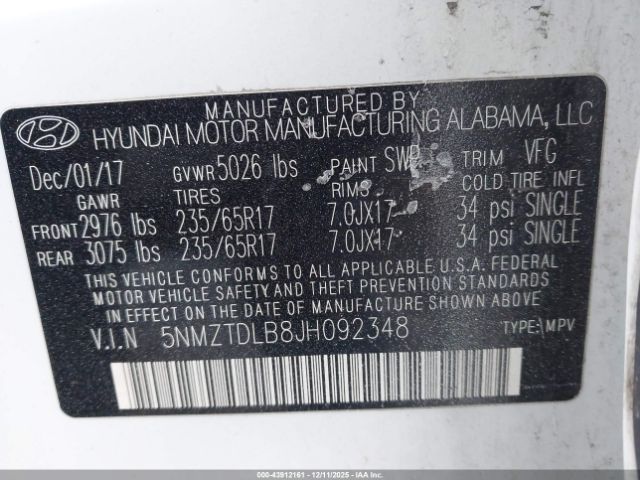 MANUFACTURED BY
HYUNDAI MOTOR MANUFACTURING ALABAMA, LLC
Dec/01/17 GVWR 5026 lbs PAINT SWP TRIM VFG
GAWR TIRES RIMS COLD TIRE INFL
FRONT 2976 lbs 235/65R17 7.0JX17 34 psi SINGLE
REAR 3075 lbs 235/65R17 7.0JX17 34 psi SINGLE
THIS VEHICLE CONFORMS TO ALL APPLICABLE U.S.A. FEDERAL
MOTOR VEHICLE SAFETY AND THEFT PREVENTION STANDARDS
IN EFFECT ON THE DATE OF MANUFACTURE SHOWN ABOVE.
V.I.N 5NMZTDLB8JH092348 TYPE: MPV
000-43912161 - 12/11/2025 - COPYRIGHT IAA, LLC.